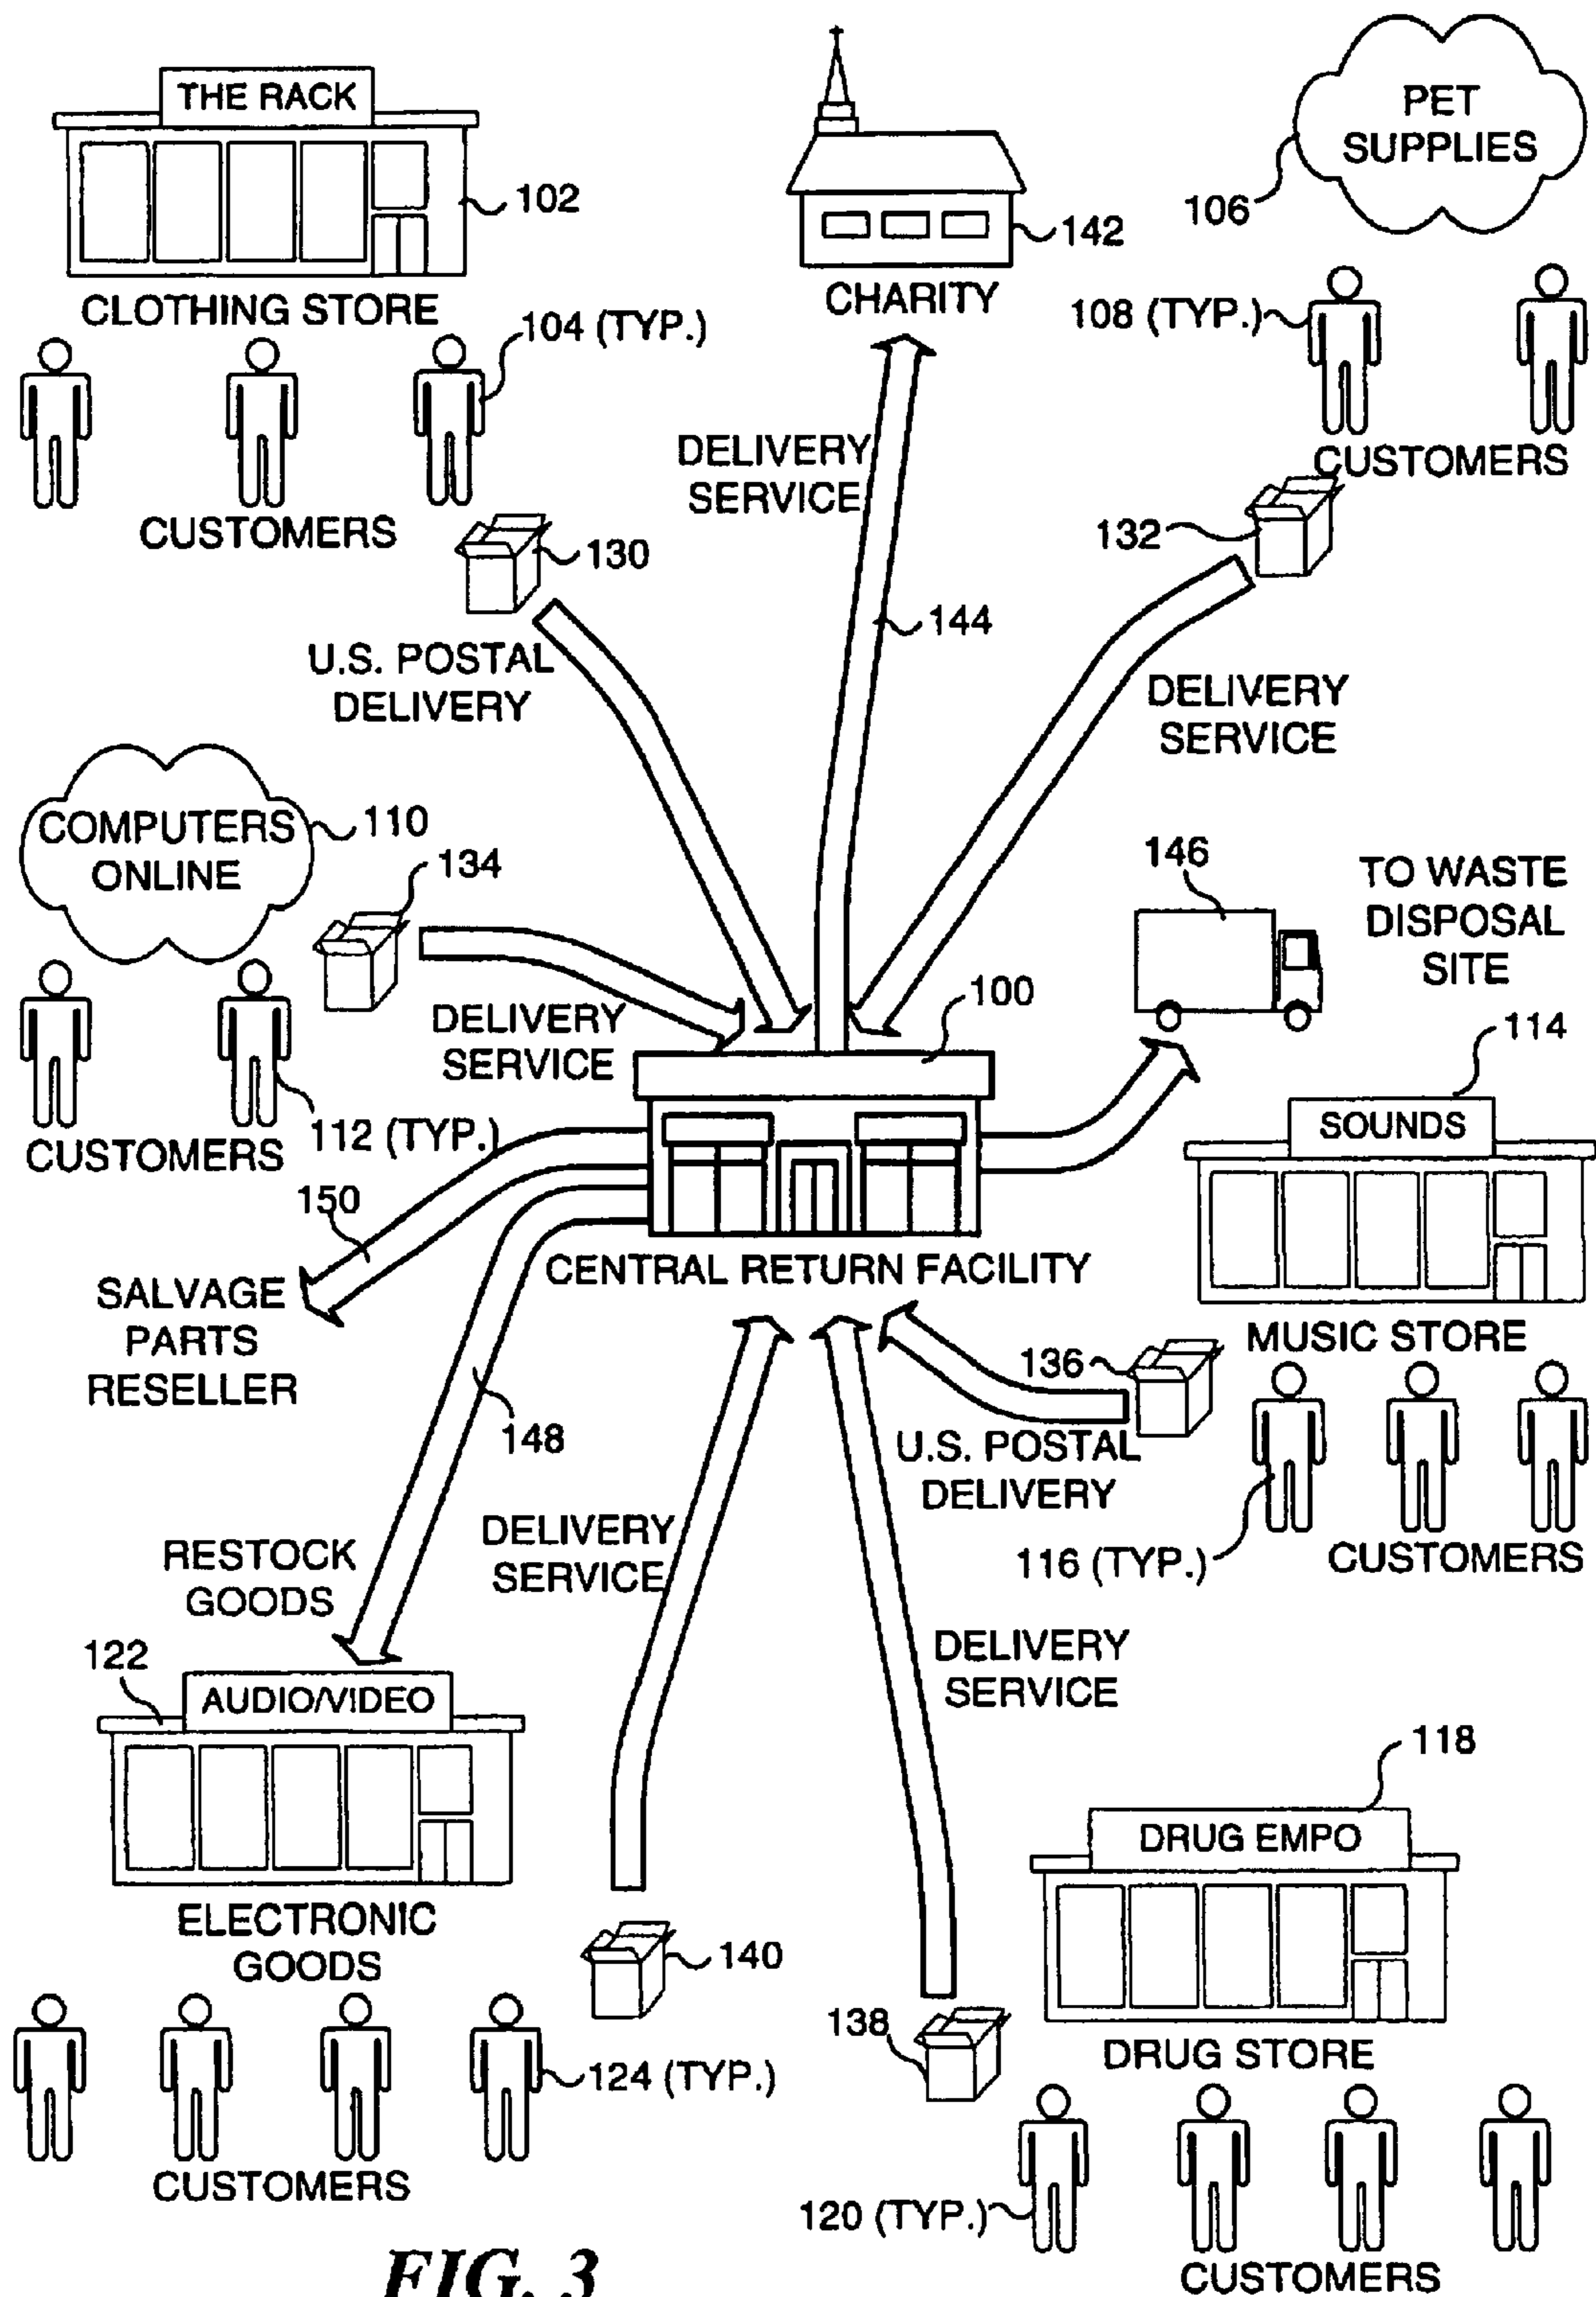 THE RACK
102
CLOTHING STORE
104 (TYP.)
CUSTOMERS
130
U.S. POSTAL
DELIVERY
142
CHARITY
DELIVERY
SERVICE
144
PET
SUPPLIES
106
108 (TYP.)
CUSTOMERS
132
DELIVERY
SERVICE
COMPUTERS
ONLINE
110
134
DELIVERY
SERVICE
112 (TYP.)
CUSTOMERS
146
TO WASTE
DISPOSAL
SITE
100
CENTRAL RETURN FACILITY
114
SOUNDS
MUSIC STORE
136
U.S. POSTAL
DELIVERY
116 (TYP.)
CUSTOMERS
150
SALVAGE
PARTS
RESELLER
148
RESTOCK
GOODS
DELIVERY
SERVICE
DELIVERY
SERVICE
122
AUDIO/VIDEO
ELECTRONIC
GOODS
140
124 (TYP.)
CUSTOMERS
118
DRUG EMPO
DRUG STORE
138
120 (TYP.)
CUSTOMERS
FIG. 3